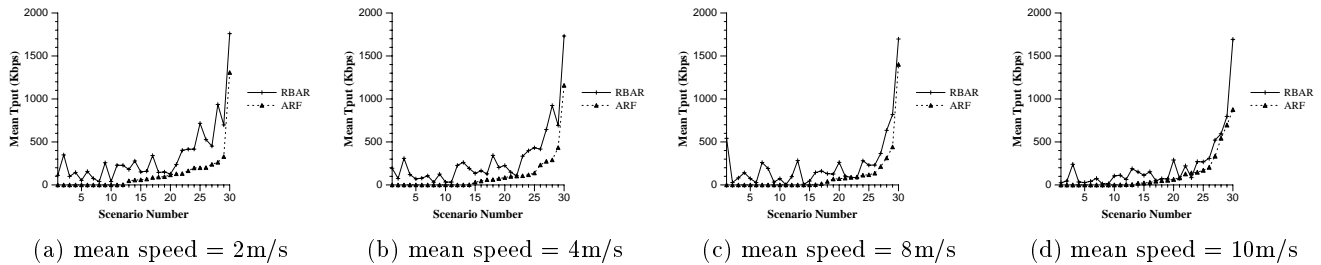 2000
1500
1000
500
0
Mean Tput (Kbps)
5 10 15 20 25 30
Scenario Number
RBAR
ARF
(a) mean speed = 2m/s
2000
1500
1000
500
0
Mean Tput (Kbps)
5 10 15 20 25 30
Scenario Number
RBAR
ARF
(b) mean speed = 4m/s
2000
1500
1000
500
0
Mean Tput (Kbps)
5 10 15 20 25 30
Scenario Number
RBAR
ARF
(c) mean speed = 8m/s
2000
1500
1000
500
0
Mean Tput (Kbps)
5 10 15 20 25 30
Scenario Number
RBAR
ARF
(d) mean speed = 10m/s